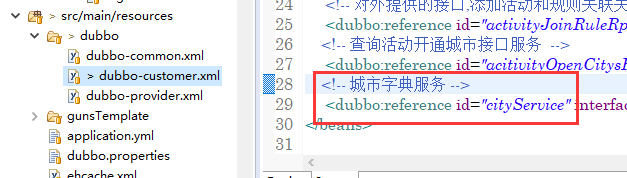 src/main/resources
dubbo
dubbo-common.xml
> dubbo-customer.xml
dubbo-provider.xml
gunsTemplate
application.yml
dubbo.properties
ehcache.xml
24 <!-- 对外提供的接口,添加活动和规则关联关
25 <dubbo:reference id="activityJoinRuleRp
26 <!-- 查询活动开通城市接口服务 -->
27 <dubbo:reference id="acitivityOpenCitysR
28 <!-- 城市字典服务 -->
29 <dubbo:reference id="cityService" interfac
30 </beans>
31